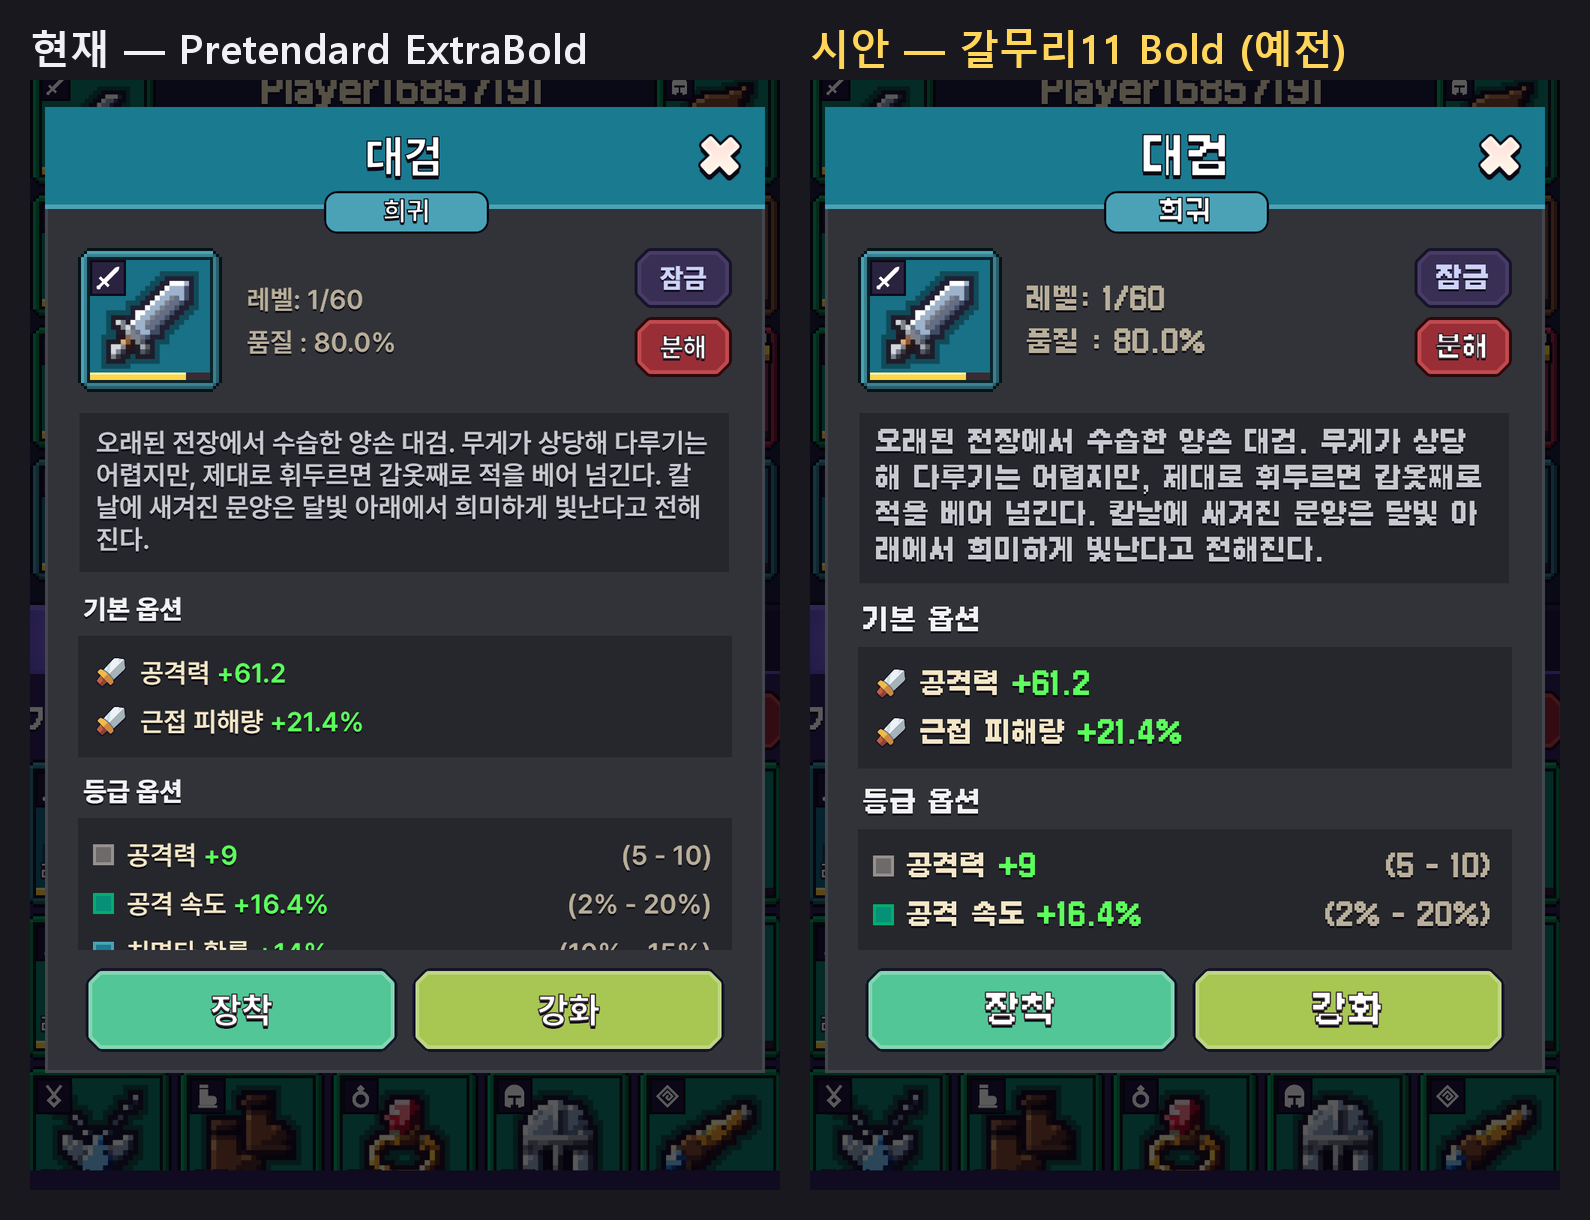 현재 — Pretendard ExtraBold
Player16857191
대검
희귀
레벨: 1/60
품질 : 80.0%
잠금
분해
오래된 전장에서 수습한 양손 대검. 무게가 상당해 다루기는
어렵지만, 제대로 휘두르면 갑옷째로 적을 베어 넘긴다. 칼
날에 새겨진 문양은 달빛 아래에서 희미하게 빛난다고 전해
진다.
기본 옵션
공격력 +61.2
근접 피해량 +21.4%
등급 옵션
공격력 +9 (5 - 10)
공격 속도 +16.4% (2% - 20%)
치명타 확률 +14% (10% - 15%)
장착
강화
시안 — 갈무리11 Bold (예전)
Player16857191
대검
희귀
레벨: 1/60
품질 : 80.0%
잠금
분해
오래된 전장에서 수습한 양손 대검. 무게가 상당
해 다루기는 어렵지만, 제대로 휘두르면 갑옷째로
적을 베어 넘긴다. 칼날에 새겨진 문양은 달빛 아
래에서 희미하게 빛난다고 전해진다.
기본 옵션
공격력 +61.2
근접 피해량 +21.4%
등급 옵션
공격력 +9 (5 - 10)
공격 속도 +16.4% (2% - 20%)
장착
강화